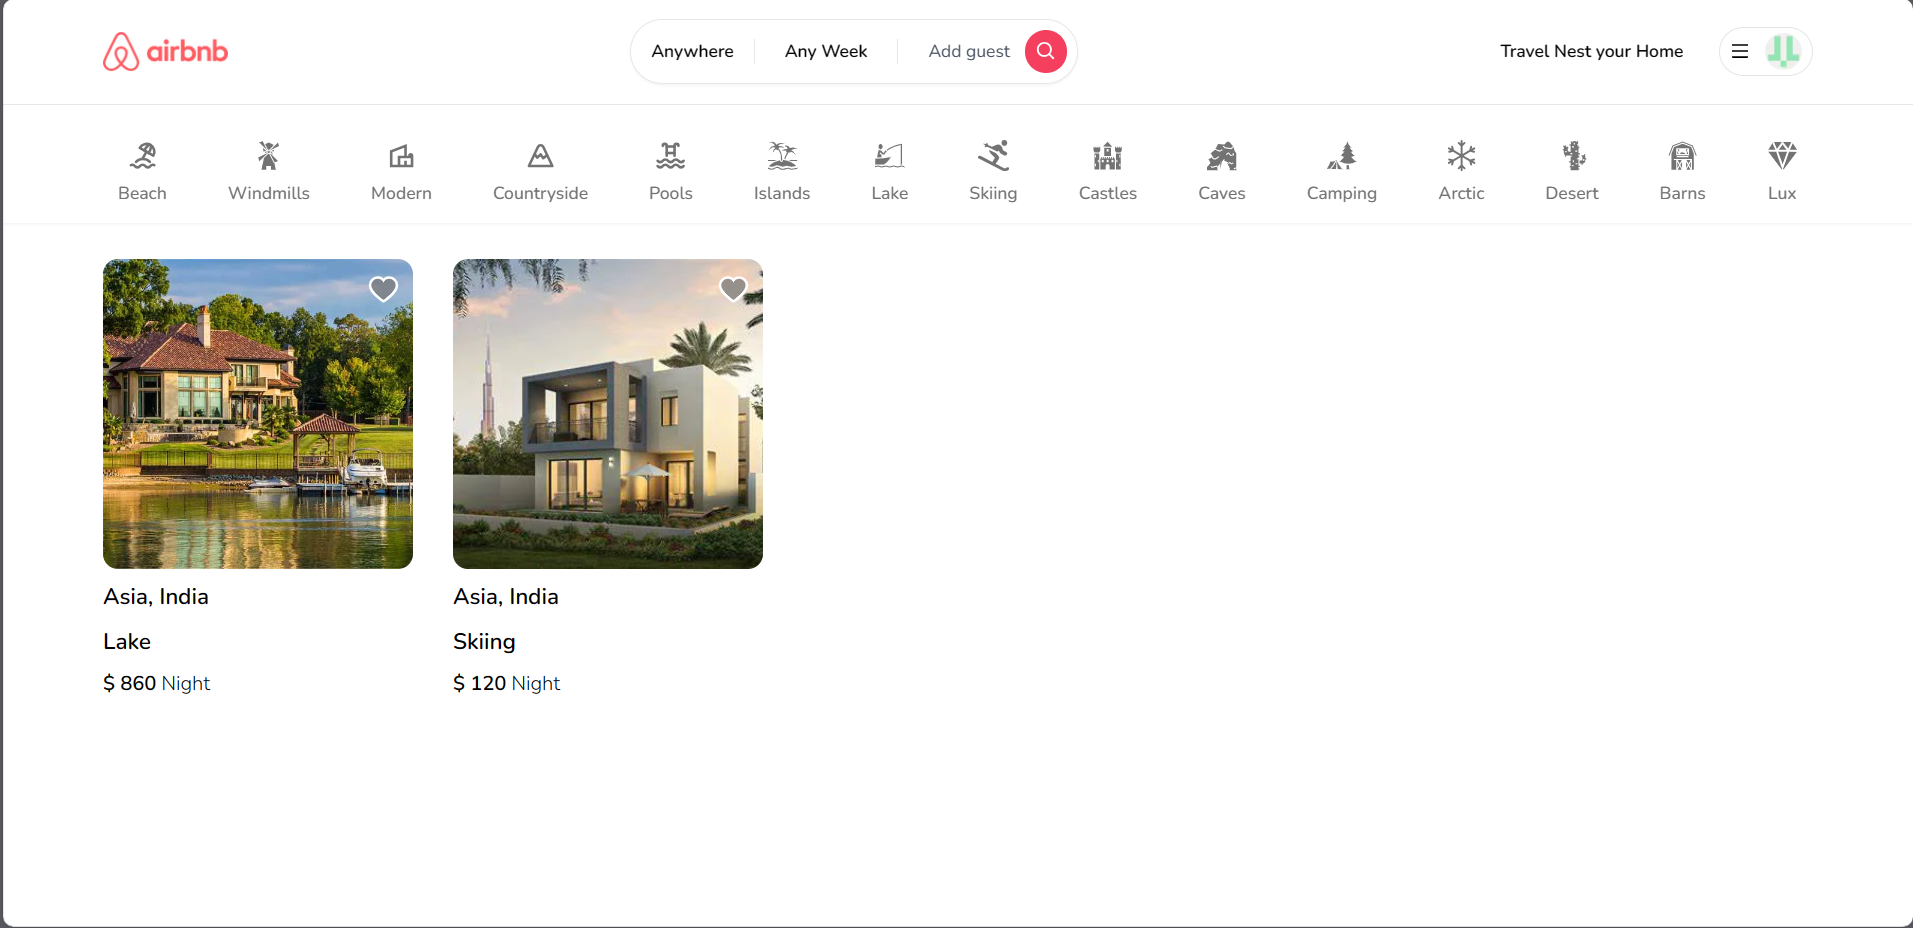 airbnb
Anywhere
Any Week
Add guest
Travel Nest your Home
Beach
Windmills
Modern
Countryside
Pools
Islands
Lake
Skiing
Castles
Caves
Camping
Arctic
Desert
Barns
Lux
Asia, India
Lake
$ 860 Night
Asia, India
Skiing
$ 120 Night